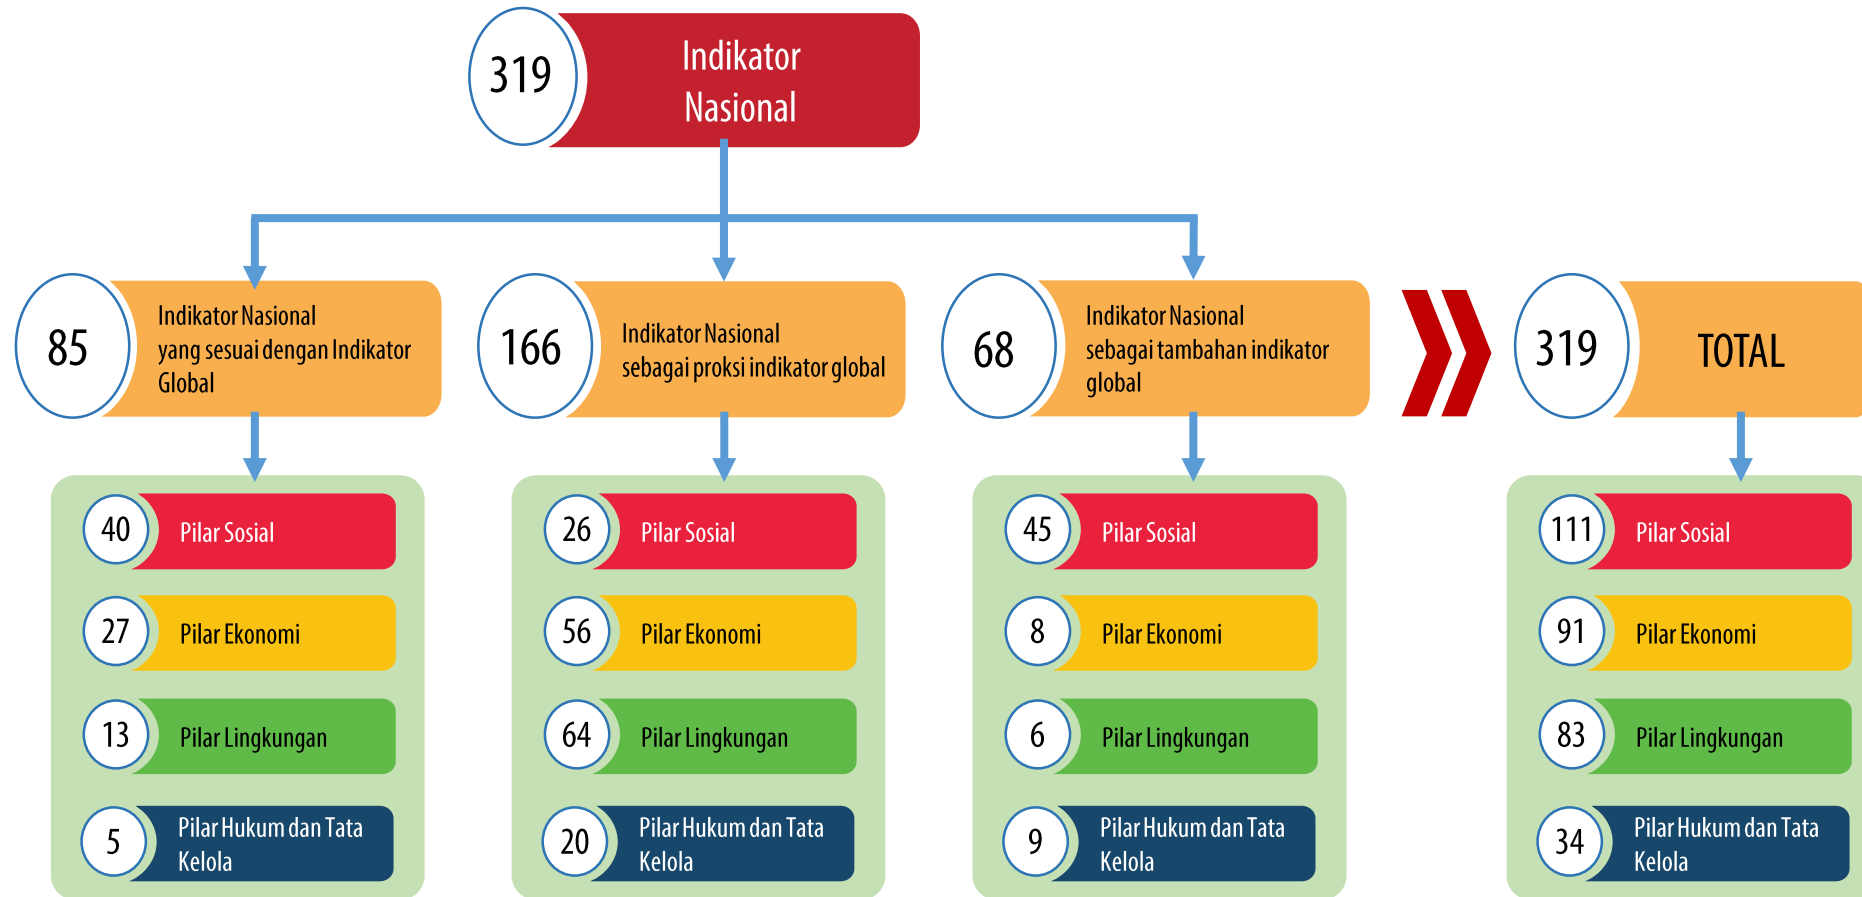 319
Indikator
Nasional
85
Indikator Nasional
yang sesuai dengan Indikator
Global
166
Indikator Nasional
sebagai proksi indikator global
68
Indikator Nasional
sebagai tambahan indikator
global
319
TOTAL
40
Pilar Sosial
27
Pilar Ekonomi
13
Pilar Lingkungan
5
Pilar Hukum dan Tata
Kelola
26
Pilar Sosial
56
Pilar Ekonomi
64
Pilar Lingkungan
20
Pilar Hukum dan Tata
Kelola
45
Pilar Sosial
8
Pilar Ekonomi
6
Pilar Lingkungan
9
Pilar Hukum dan Tata
Kelola
111
Pilar Sosial
91
Pilar Ekonomi
83
Pilar Lingkungan
34
Pilar Hukum dan Tata
Kelola